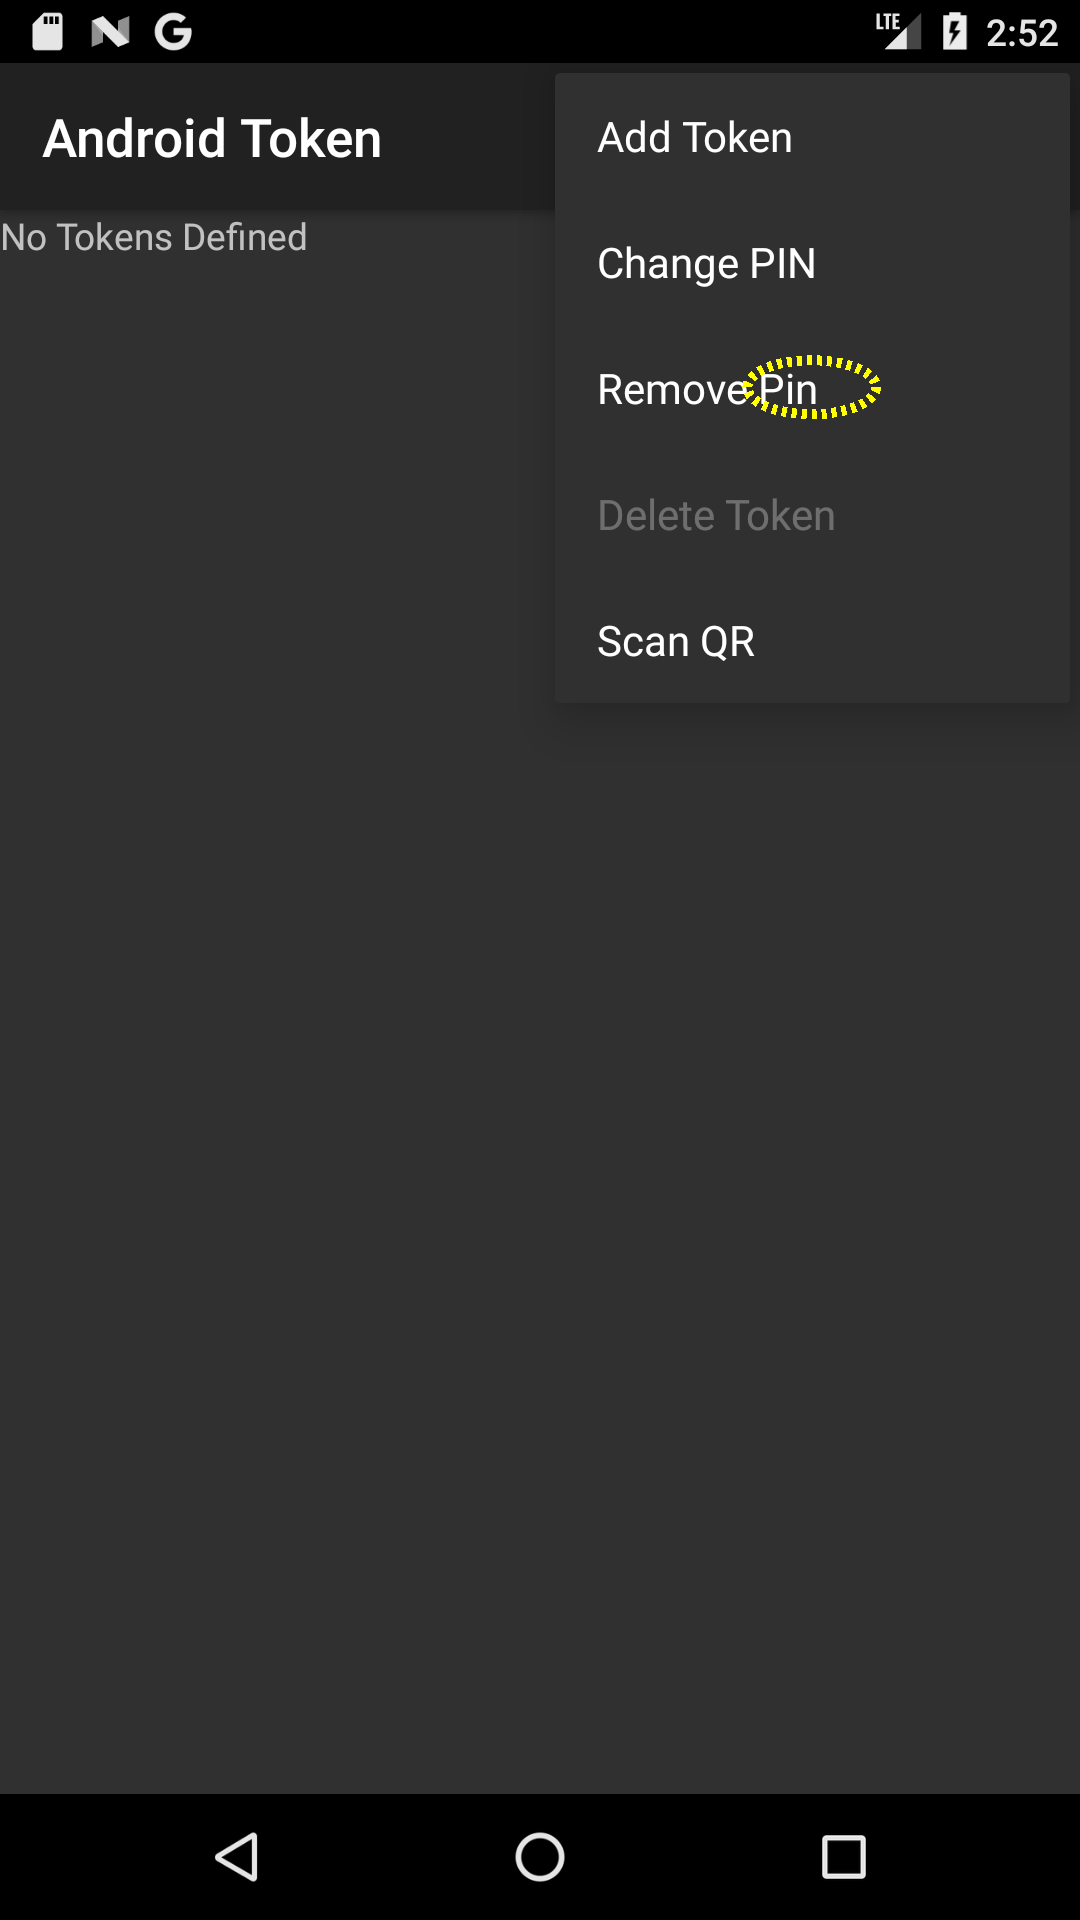 LTE 2:52
Android Token
No Tokens Defined
Add Token
Change PIN
Remove Pin
Delete Token
Scan QR